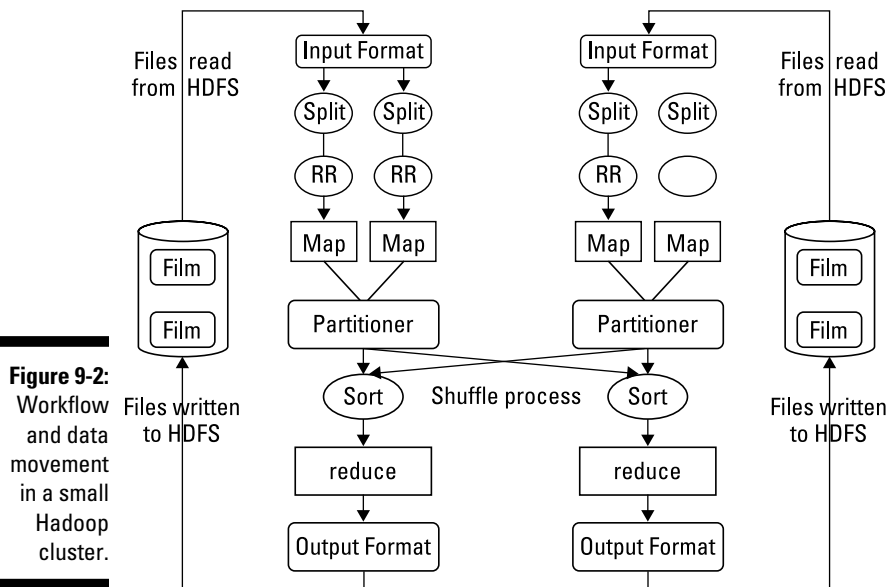 Input Format
Input Format
Files read
from HDFS
Files read
from HDFS
Split
Split
Split
Split
RR
RR
RR
Map
Map
Map
Map
Film
Film
Film
Film
Partitioner
Partitioner
Figure 9-2:
Workflow
and data
movement
in a small
Hadoop
cluster.
Files written
to HDFS
Sort
Shuffle process
Sort
Files written
to HDFS
reduce
reduce
Output Format
Output Format